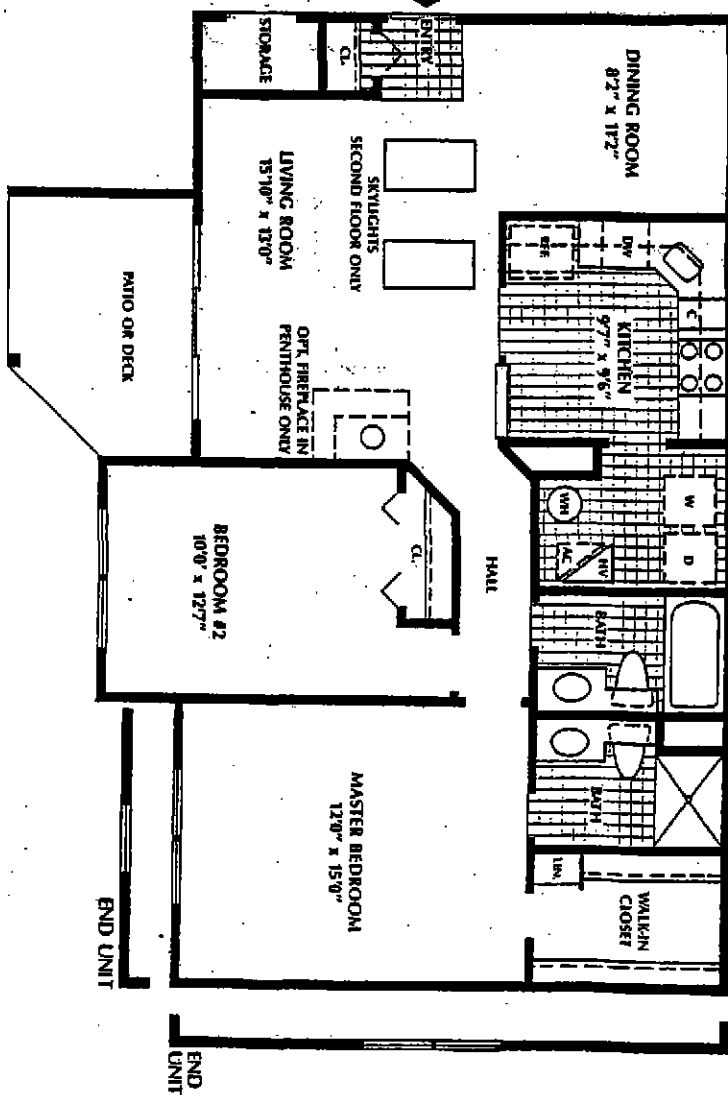 ENTRY
STORAGE
CL.
DINING ROOM
8'2" x 11'2"
SKYLIGHTS
SECOND FLOOR ONLY
LIVING ROOM
15'10" x 13'0"
PATIO OR DECK
OPT. FIREPLACE IN
PENTHOUSE ONLY
REF.
DW
KITCHEN
9'7" x 9'6"
W
D
WH
AC
HV
HALL
CL.
BEDROOM #2
10'0" x 12'7"
BATH
BATH
MASTER BEDROOM
12'0" x 15'0"
LIN.
WALK-IN
CLOSET
END UNIT
END
UNIT